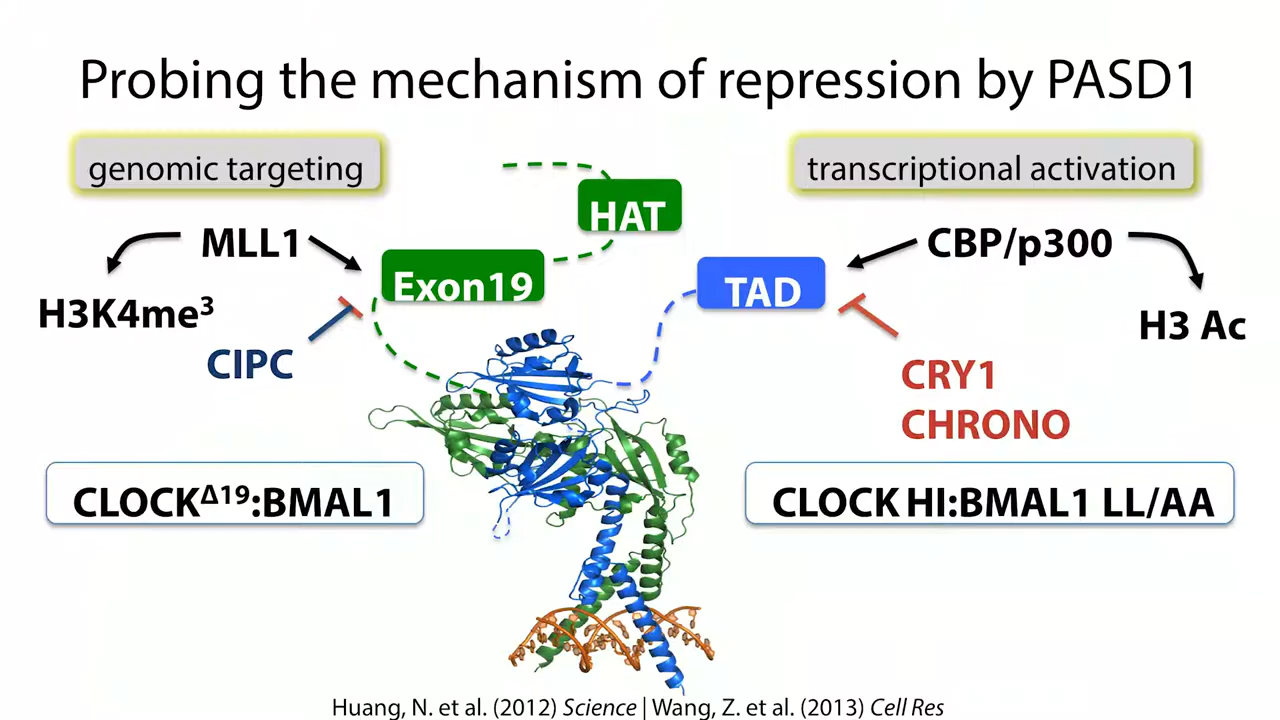 Probing the mechanism of repression by PASD1
genomic targeting
transcriptional activation
HAT
MLL1
CBP/p300
Exon19
TAD
H3K4me³
H3 Ac
CIPC
CRY1
CHRONO
CLOCK^Δ19:BMAL1
CLOCK HI:BMAL1 LL/AA
Huang, N. et al. (2012) Science | Wang, Z. et al. (2013) Cell Res